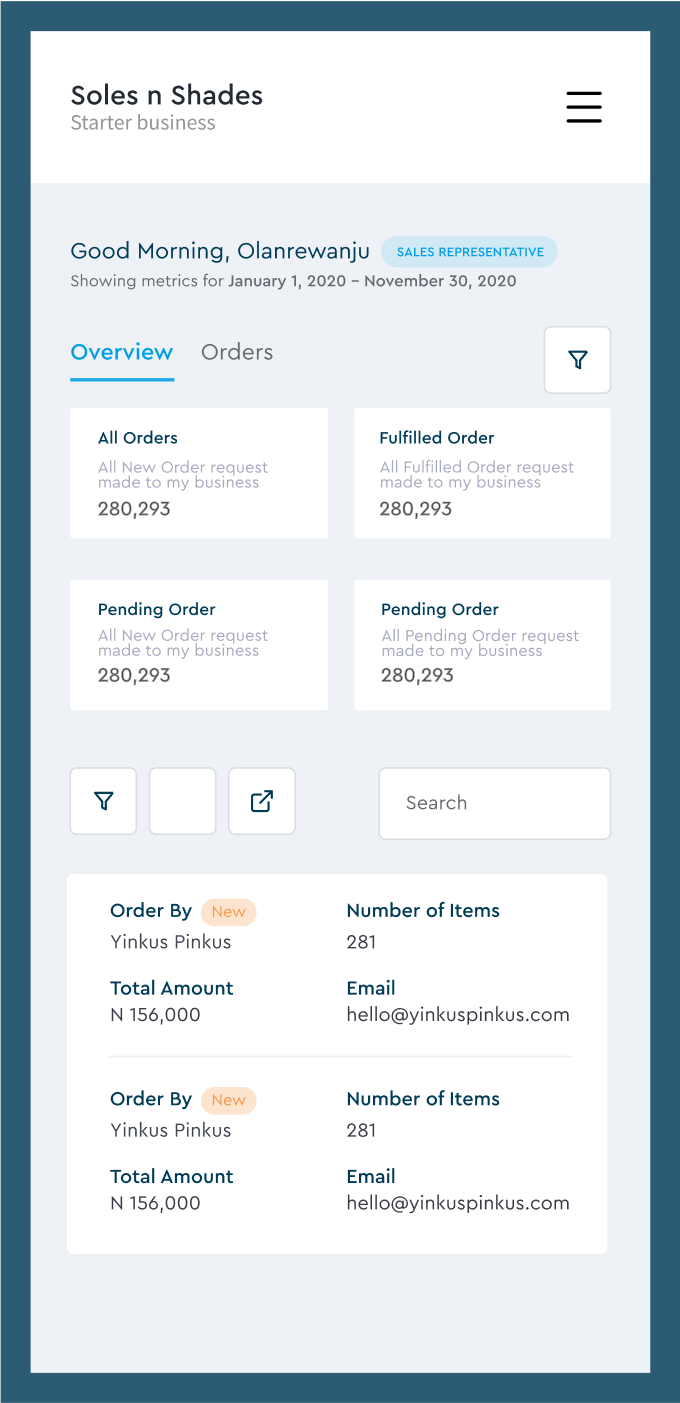 Soles n Shades
Starter business
Good Morning, Olanrewanju SALES REPRESENTATIVE
Showing metrics for January 1, 2020 – November 30, 2020
Overview Orders
All Orders
All New Order request
made to my business
280,293
Fulfilled Order
All Fulfilled Order request
made to my business
280,293
Pending Order
All New Order request
made to my business
280,293
Pending Order
All Pending Order request
made to my business
280,293
Search
Order By New
Yinkus Pinkus
Number of Items
281
Total Amount
N 156,000
Email
hello@yinkuspinkus.com
Order By New
Yinkus Pinkus
Number of Items
281
Total Amount
N 156,000
Email
hello@yinkuspinkus.com